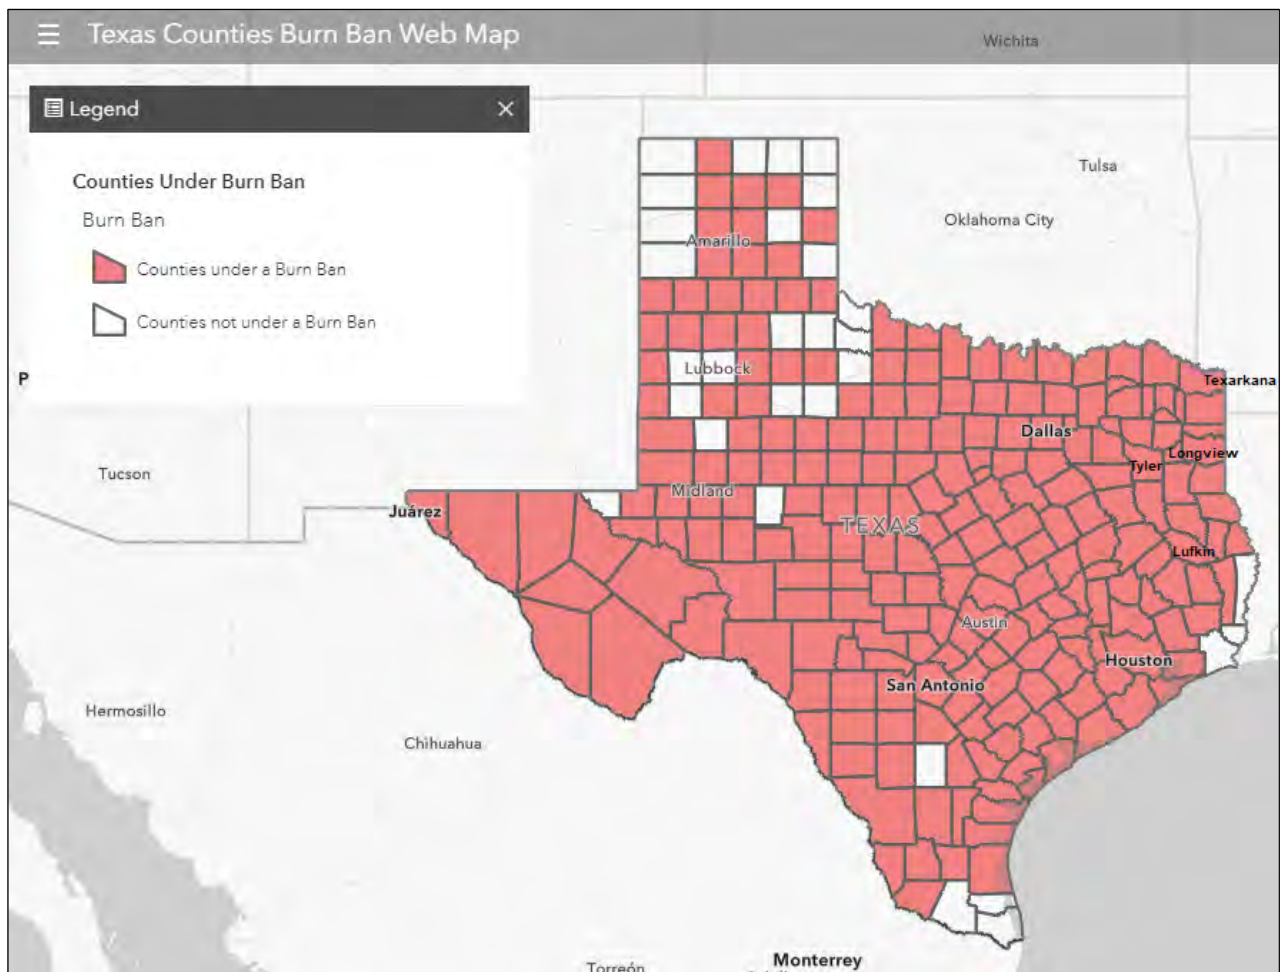 Texas Counties Burn Ban Web Map
Wichita
Legend
Counties Under Burn Ban
Burn Ban
Counties under a Burn Ban
Counties not under a Burn Ban
Tulsa
Oklahoma City
Amarillo
Lubbock
P
Texarkana
Dallas
Longview
Tyler
Tucson
Midland
Juárez
TEXAS
Lufkin
Austin
Houston
San Antonio
Hermosillo
Chihuahua
Monterrey
Torreón